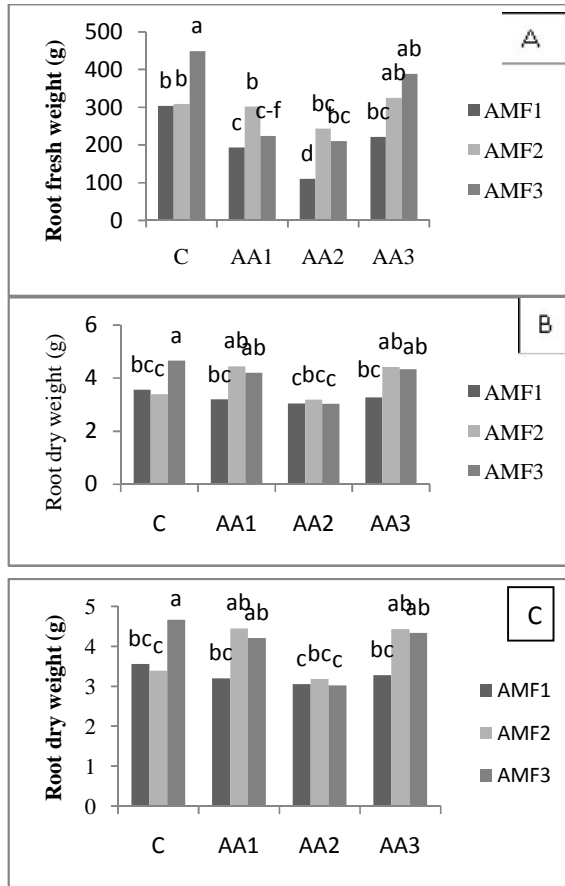 A
Root fresh weight (g)
500
400
300
200
100
0
b b a
c b c-f
d bc bc
bc ab ab
C AA1 AA2 AA3
AMF1
AMF2
AMF3
B
Root dry weight (g)
6
4
2
0
bc c a
bc ab ab
c bc c
bc ab ab
C AA1 AA2 AA3
AMF1
AMF2
AMF3
C
Root dry weight (g)
5
4
3
2
1
0
bc c a
bc ab ab
c bc c
bc ab ab
C AA1 AA2 AA3
AMF1
AMF2
AMF3